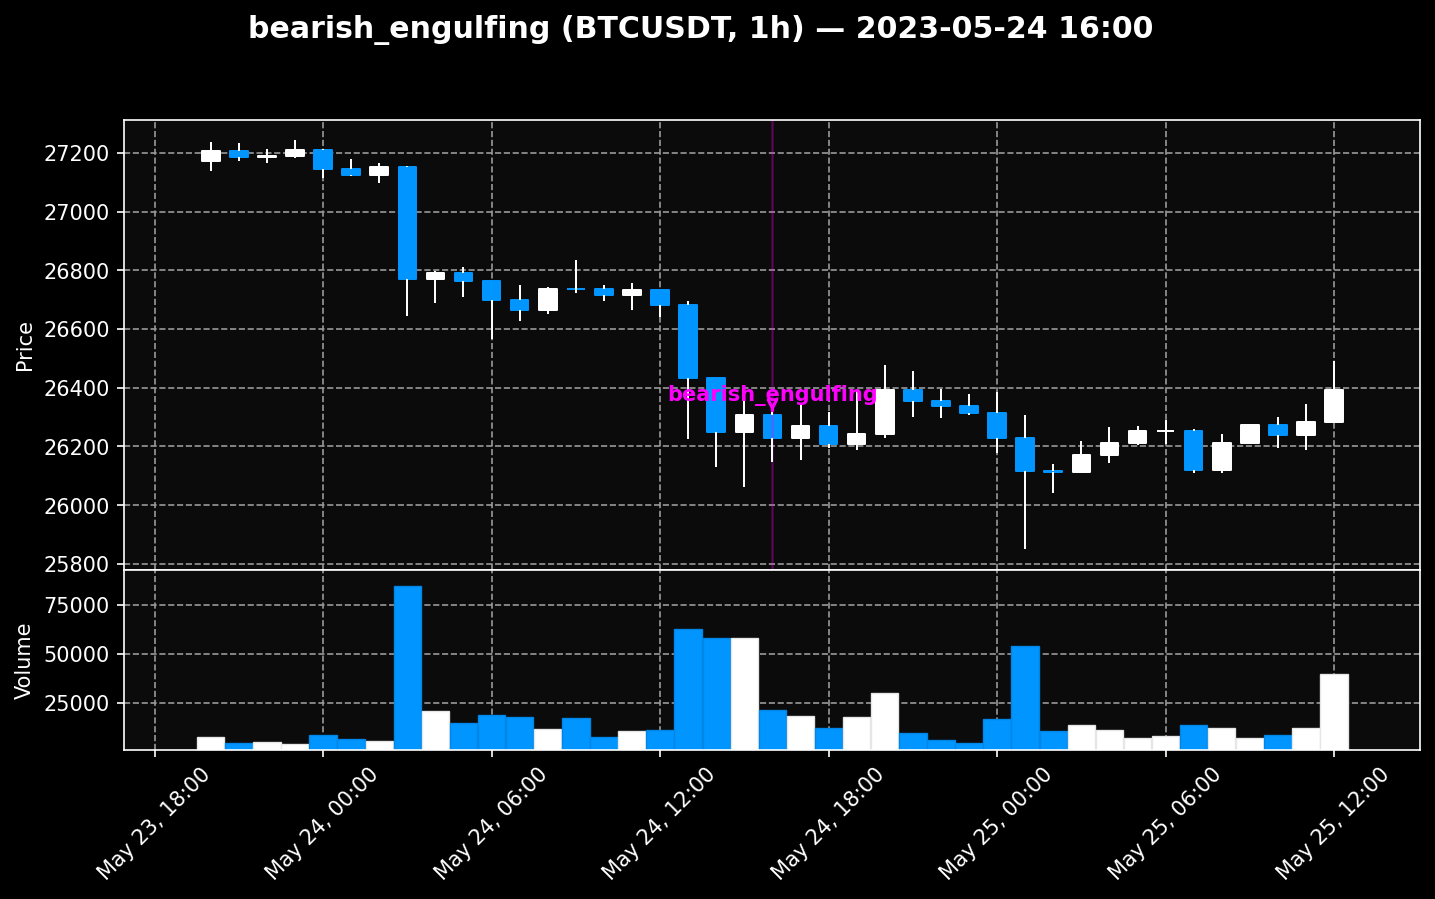 bearish_engulfing (BTCUSDT, 1h) — 2023-05-24 16:00
27200
27000
26800
26600
26400
26200
26000
25800
Price
bearish_engulfing
75000
50000
25000
Volume
May 23, 18:00
May 24, 00:00
May 24, 06:00
May 24, 12:00
May 24, 18:00
May 25, 00:00
May 25, 06:00
May 25, 12:00